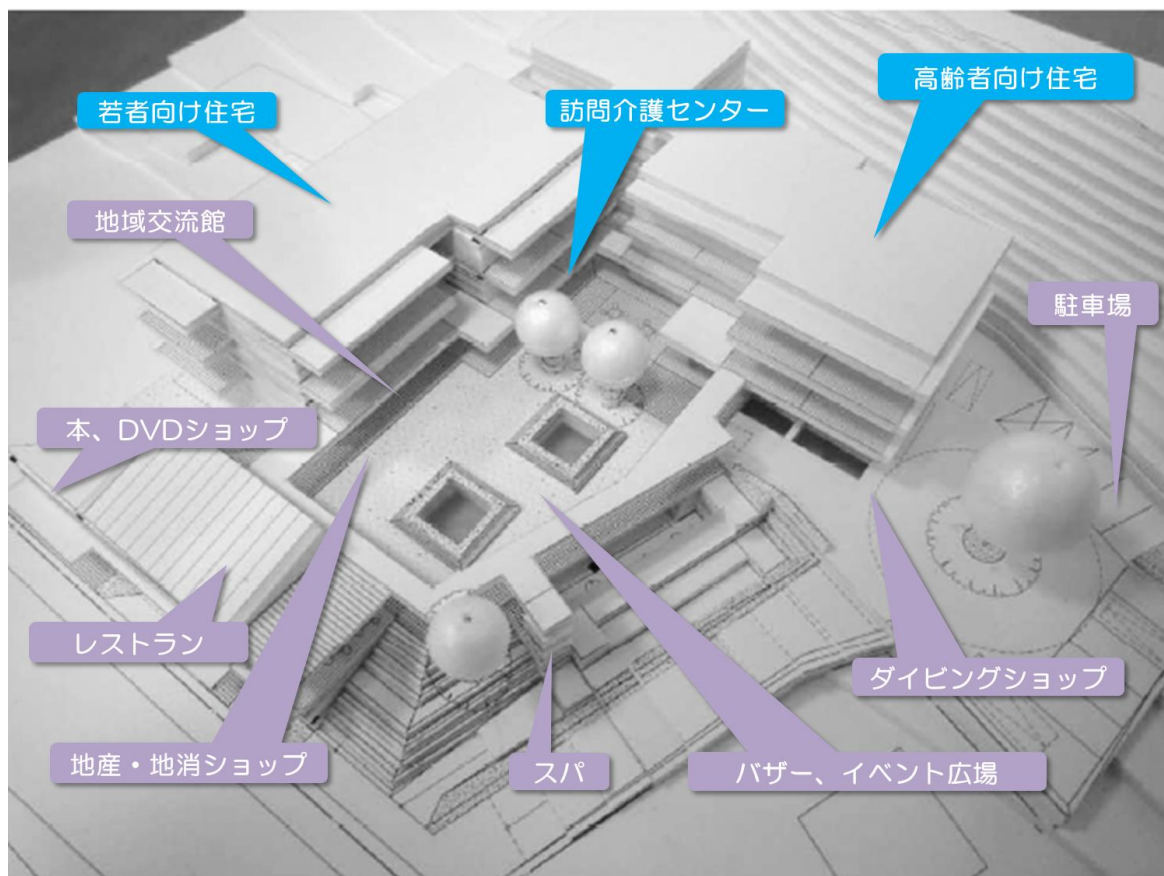 高齢者向け住宅
若者向け住宅
訪問介護センター
地域交流館
駐車場
本、DVDショップ
レストラン
ダイビングショップ
地産・地消ショップ
スパ
バザー、イベント広場